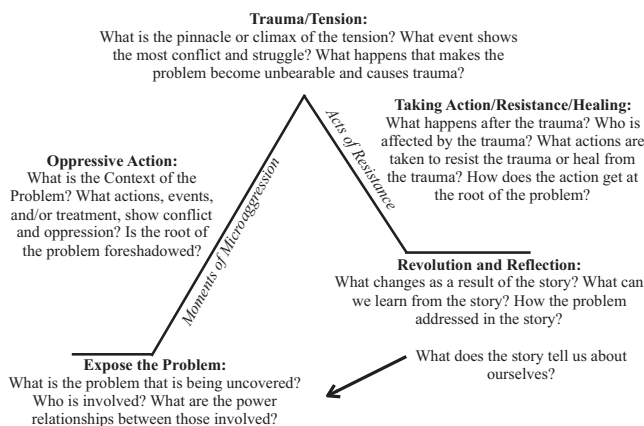 Trauma/Tension:
What is the pinnacle or climax of the tension? What event shows
the most conflict and struggle? What happens that makes the
problem become unbearable and causes trauma?
Oppressive Action:
What is the Context of the
Problem? What actions, events,
and/or treatment, show conflict
and oppression? Is the root of
the problem foreshadowed?
Moments of Microaggression
Acts of Resistance
Taking Action/Resistance/Healing:
What happens after the trauma? Who is
affected by the trauma? What actions are
taken to resist the trauma or heal from
the trauma? How does the action get at
the root of the problem?
Revolution and Reflection:
What changes as a result of the story? What can
we learn from the story? How the problem
addressed in the story?
What does the story tell us about
ourselves?
Expose the Problem:
What is the problem that is being uncovered?
Who is involved? What are the power
relationships between those involved?